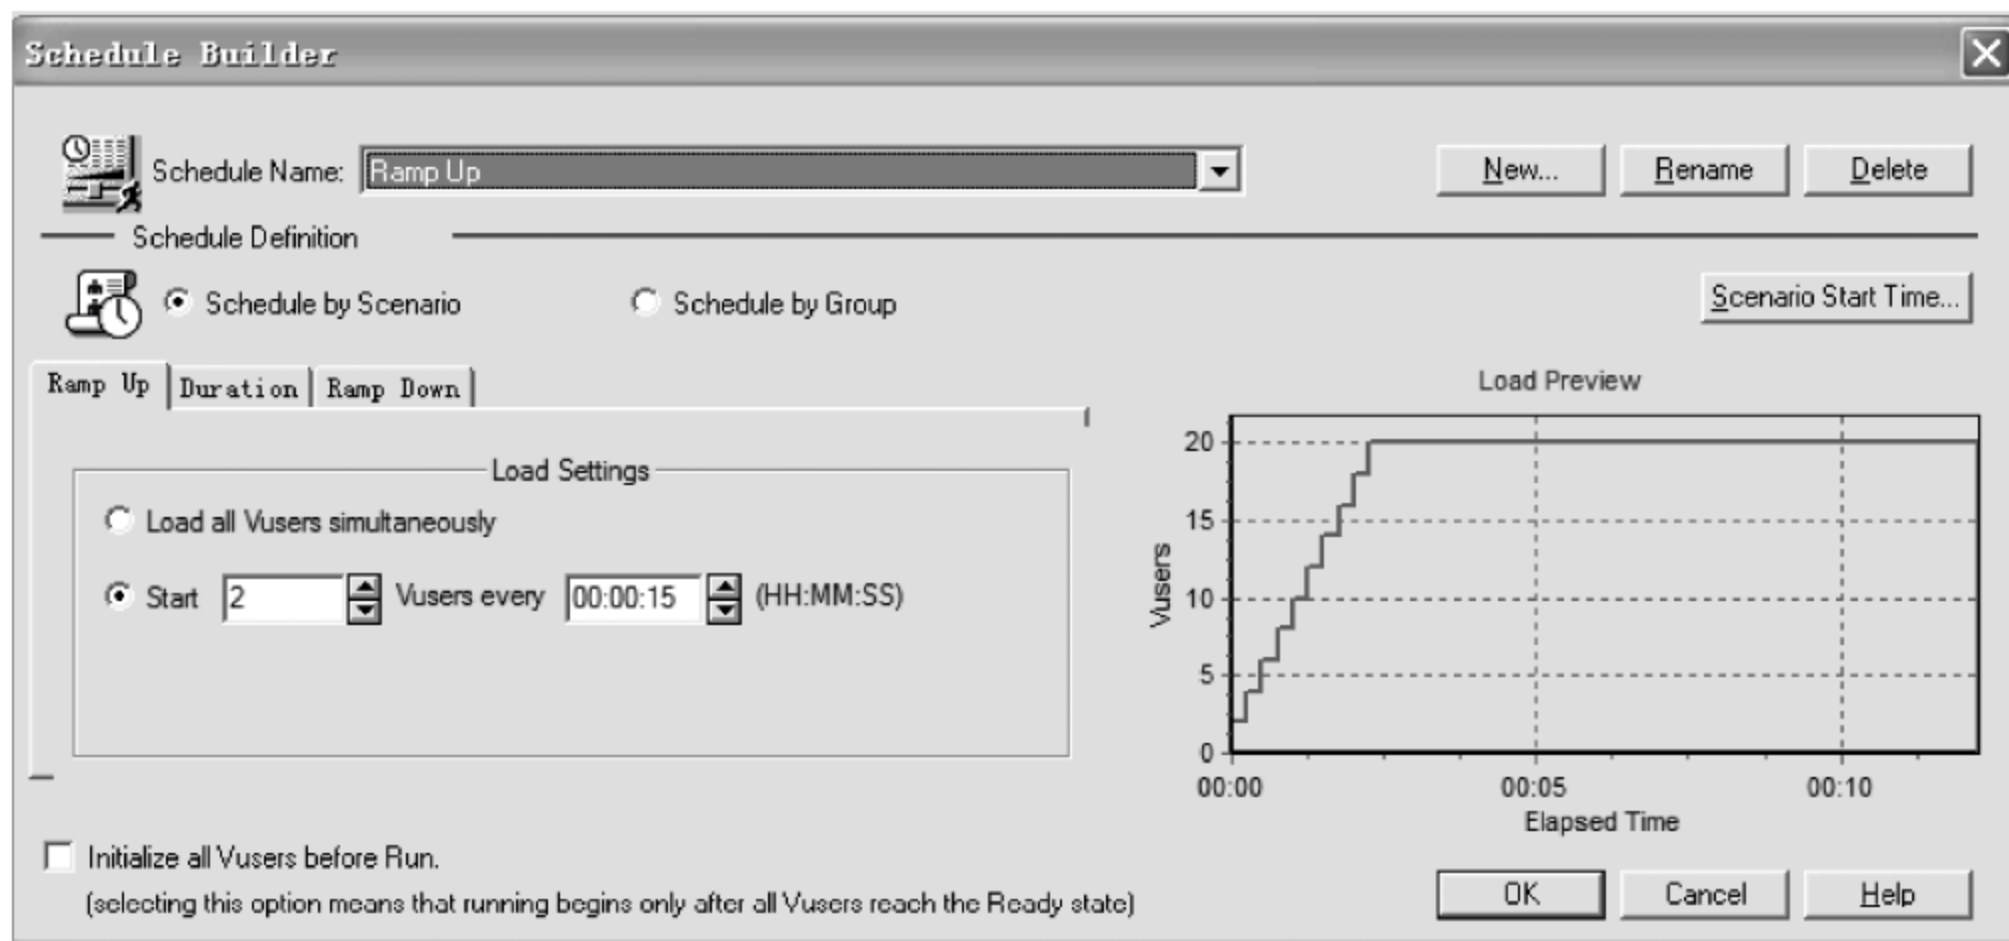 Schedule Builder
Schedule Name: Ramp Up New... Rename Delete
Schedule Definition
Schedule by Scenario Schedule by Group Scenario Start Time...
Ramp Up Duration Ramp Down
Load Settings
Load all Vusers simultaneously
Start 2 Vusers every 00:00:15 (HH:MM:SS)
Load Preview
Vusers
20
15
10
5
0
00:00 00:05 00:10
Elapsed Time
Initialize all Vusers before Run.
(selecting this option means that running begins only after all Vusers reach the Ready state)
OK Cancel Help